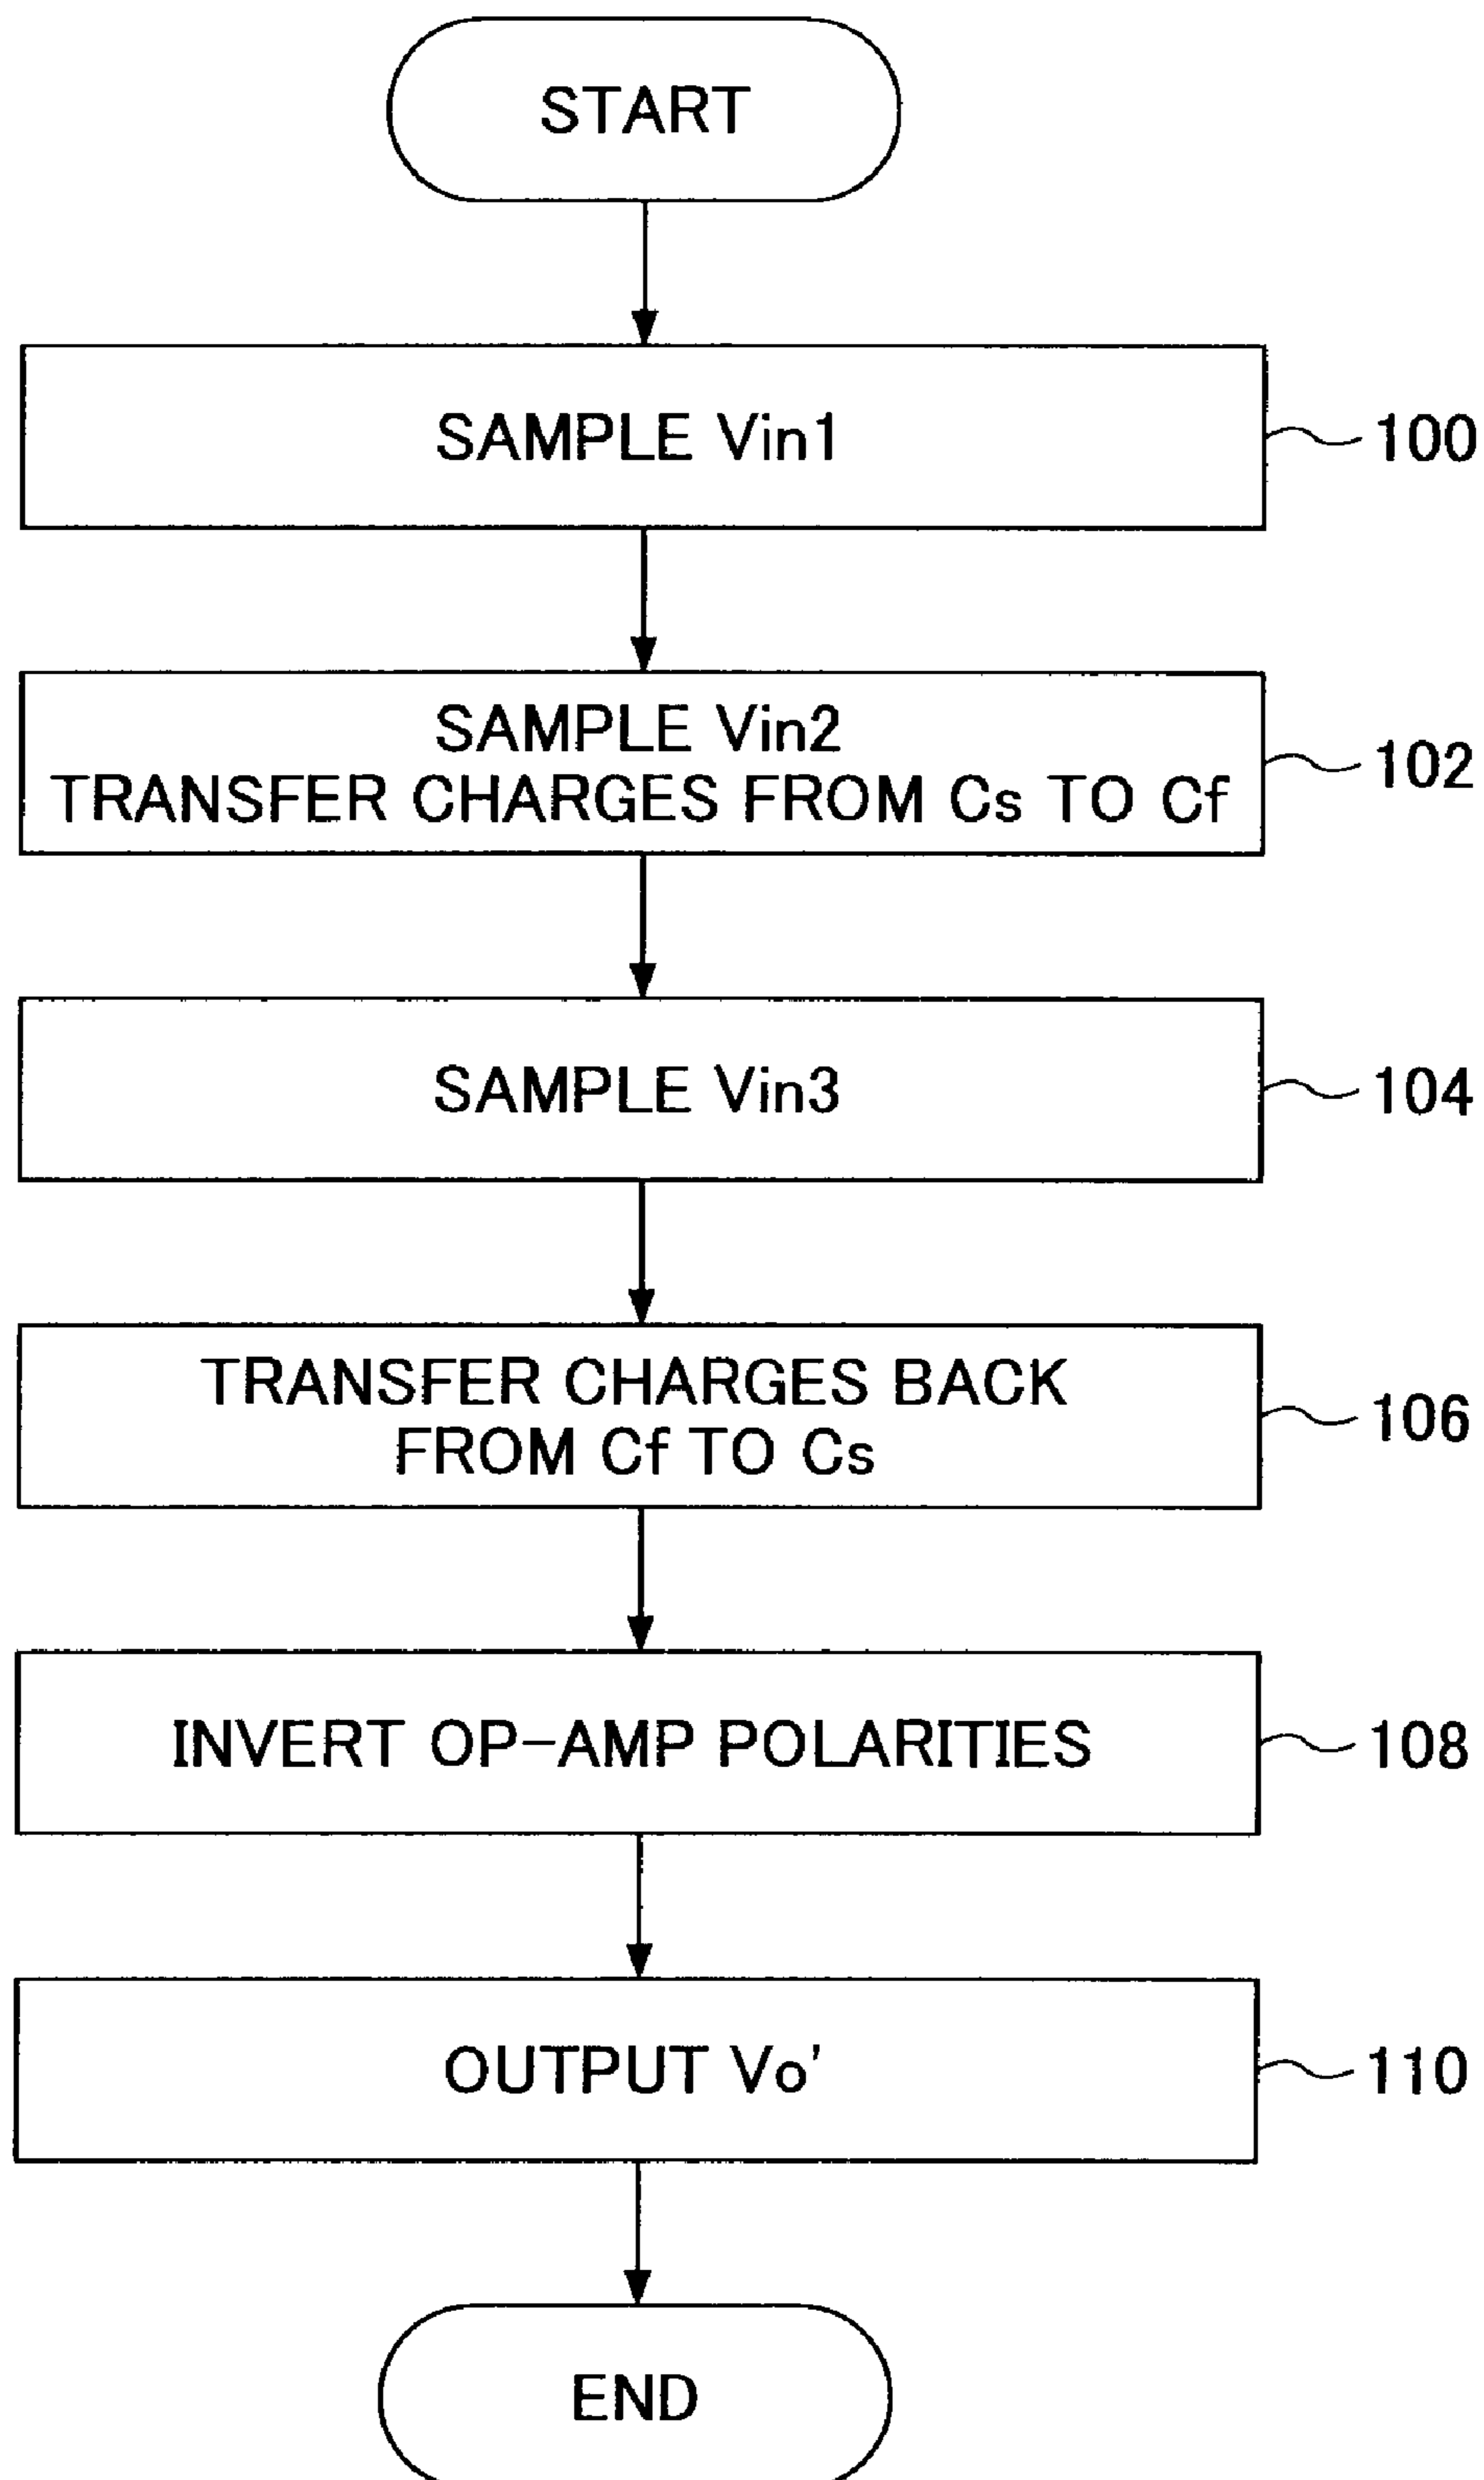 START
SAMPLE Vin1
100
SAMPLE Vin2
TRANSFER CHARGES FROM Cs TO Cf
102
SAMPLE Vin3
104
TRANSFER CHARGES BACK
FROM Cf TO Cs
106
INVERT OP-AMP POLARITIES
108
OUTPUT Vo'
110
END